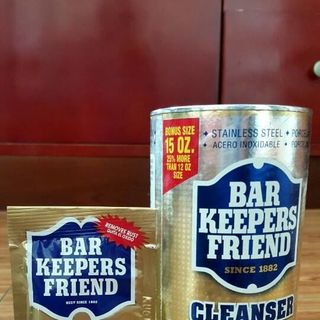 BONUS SIZE
15 OZ.
25% MORE
THAN 12 OZ
SIZE
• STAINLESS STEEL •
• ACERO INOXIDABLE •
BAR
KEEPERS
FRIEND
SINCE 1882
CLEANSER
REMOVES RUST
BAR
KEEPERS
FRIEND